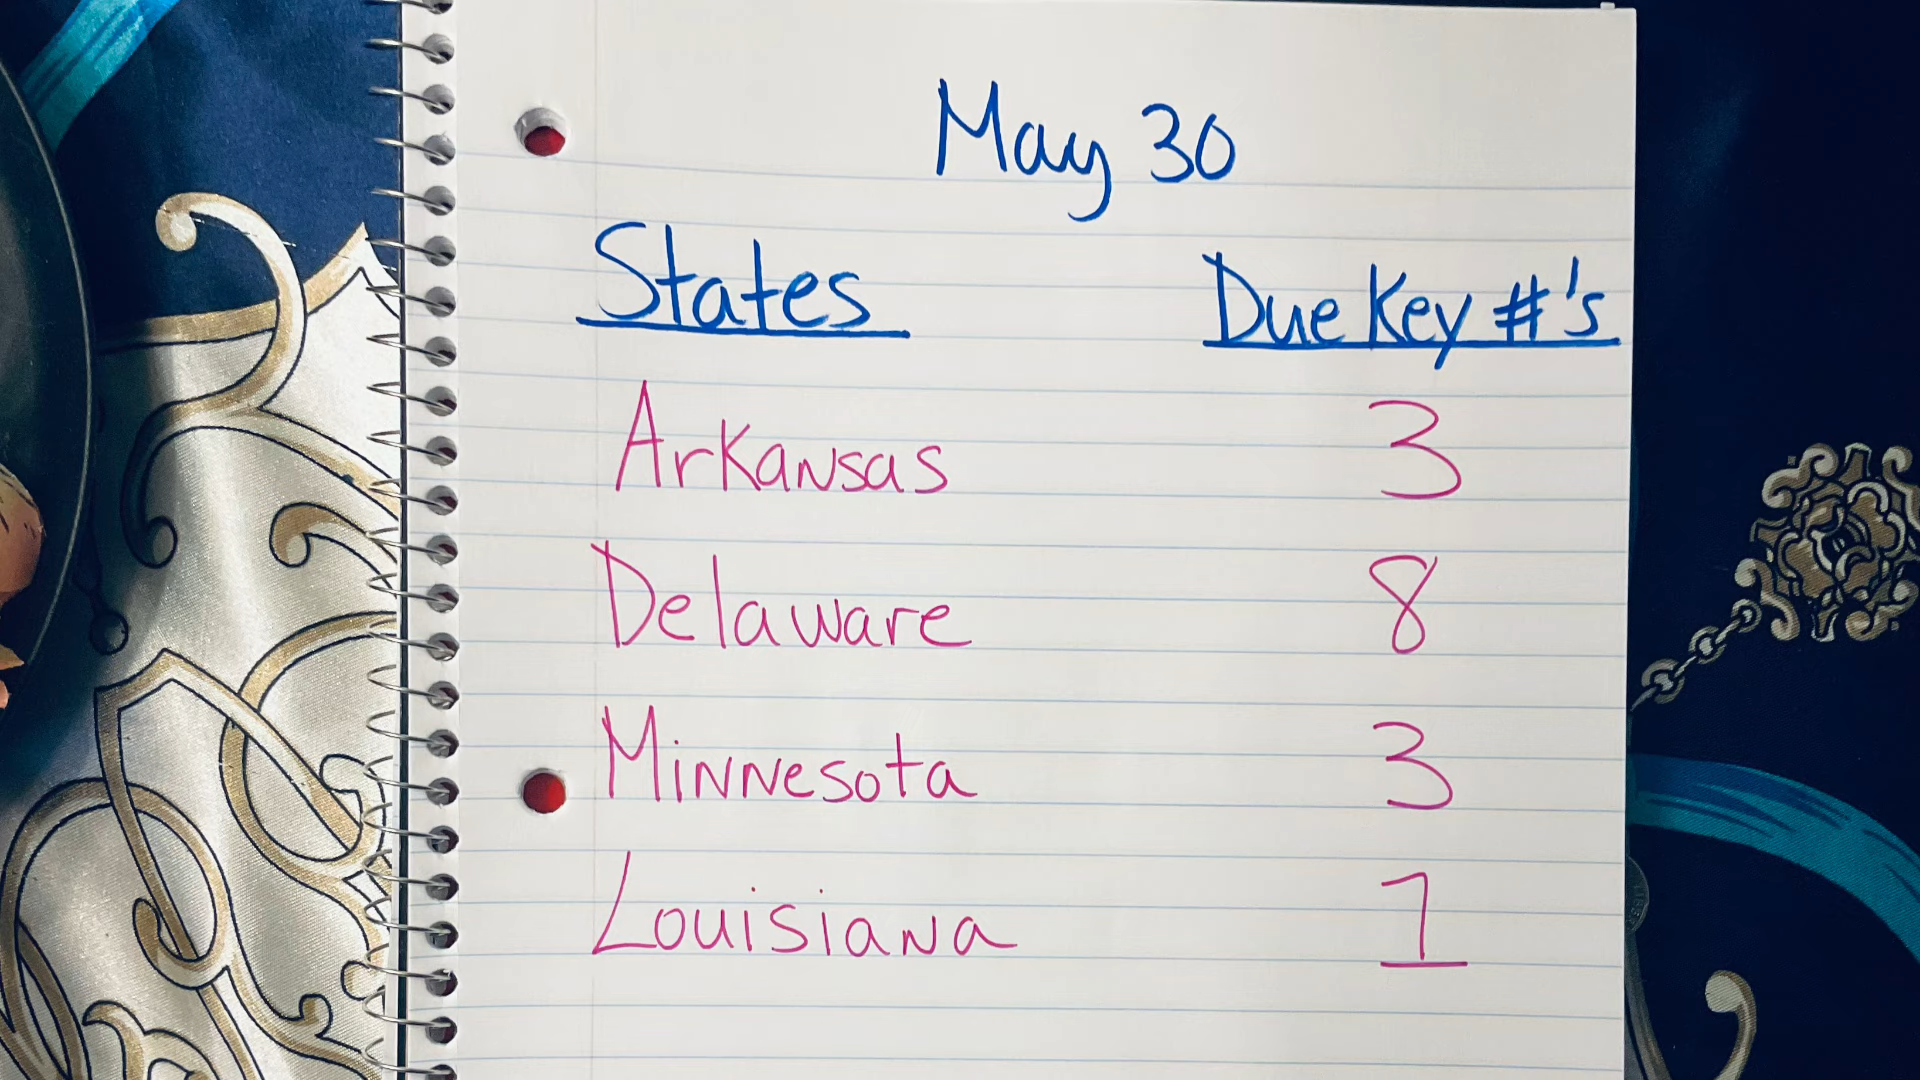 May 30
States Due Key #'s
Arkansas 3
Delaware 8
Minnesota 3
Louisiana 1